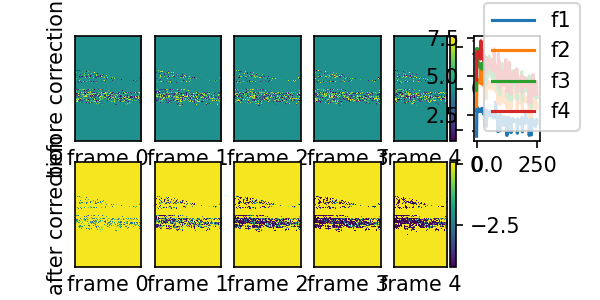 before correction
frame 0
frame 1
frame 2
frame 3
frame 4
7.5
5.0
2.5
0.0
0
250
f1
f2
f3
f4
after correction
frame 0
frame 1
frame 2
frame 3
frame 4
−2.5